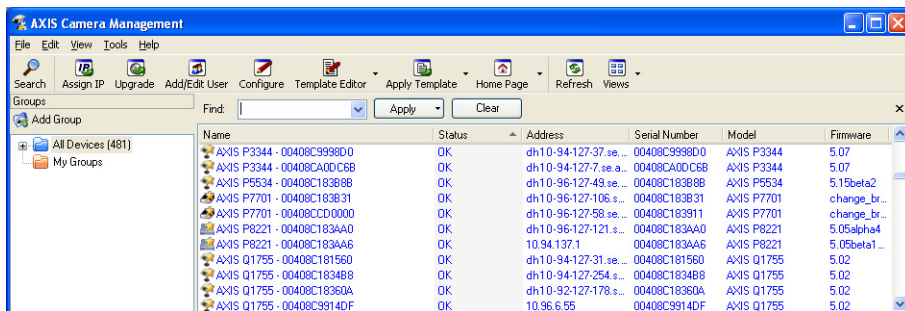 AXIS Camera Management
File Edit View Tools Help
Search Assign IP Upgrade Add/Edit User Configure Template Editor Apply Template Home Page Refresh Views
Groups
Find: Apply Clear
Add Group
Name Status Address Serial Number Model Firmware
All Devices (481)
My Groups
AXIS P3344 - 00408C9998D0 OK dh10-94-127-37.se.... 00408C9998D0 AXIS P3344 5.07
AXIS P3344 - 00408CA0DC6B OK dh10-94-127-7.se.a... 00408CA0DC6B AXIS P3344 5.07
AXIS P5534 - 00408C183B8B OK dh10-96-127-49.se.... 00408C183B8B AXIS P5534 5.15beta2
AXIS P7701 - 00408C183B31 OK dh10-96-127-106.s... 00408C183B31 AXIS P7701 change_br...
AXIS P7701 - 00408CCD0000 OK dh10-96-127-58.se.... 00408C183911 AXIS P7701 change_br...
AXIS P8221 - 00408C183AA0 OK dh10-96-127-121.s... 00408C183AA0 AXIS P8221 5.05alpha4
AXIS P8221 - 00408C183AA6 OK 10.94.137.1 00408C183AA6 AXIS P8221 5.05beta1...
AXIS Q1755 - 00408C181560 OK dh10-94-127-31.se.... 00408C181560 AXIS Q1755 5.02
AXIS Q1755 - 00408C1834B8 OK dh10-94-127-254.s... 00408C1834B8 AXIS Q1755 5.02
AXIS Q1755 - 00408C18360A OK dh10-92-127-178.s... 00408C18360A AXIS Q1755 5.02
AXIS Q1755 - 00408C9914DF OK 10.96.6.55 00408C9914DF AXIS Q1755 5.02